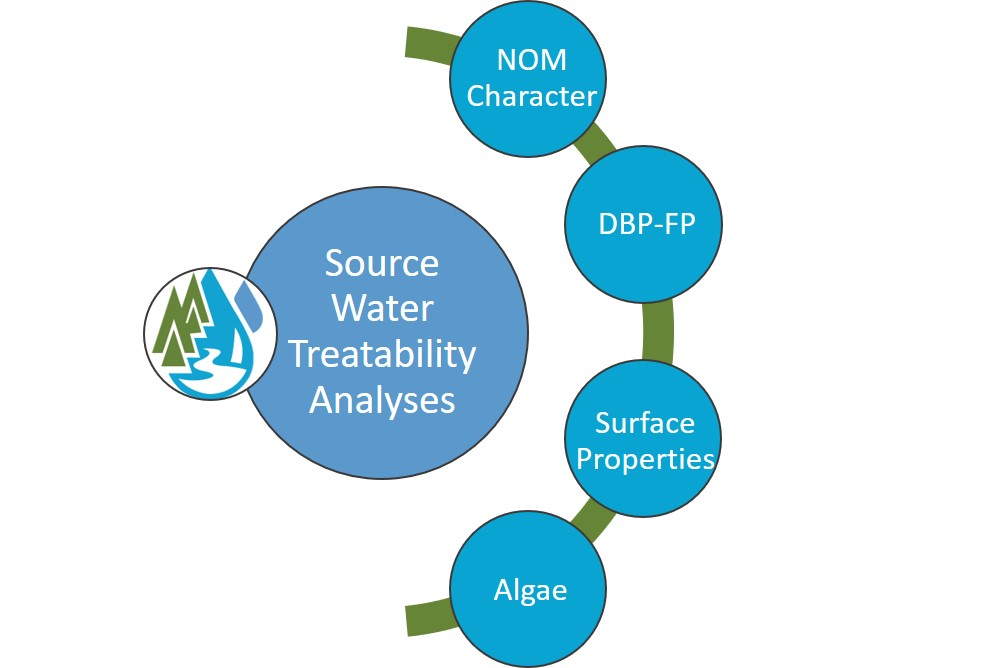 NOM
Character
DBP-FP
Source
Water
Treatability
Analyses
Surface
Properties
Algae